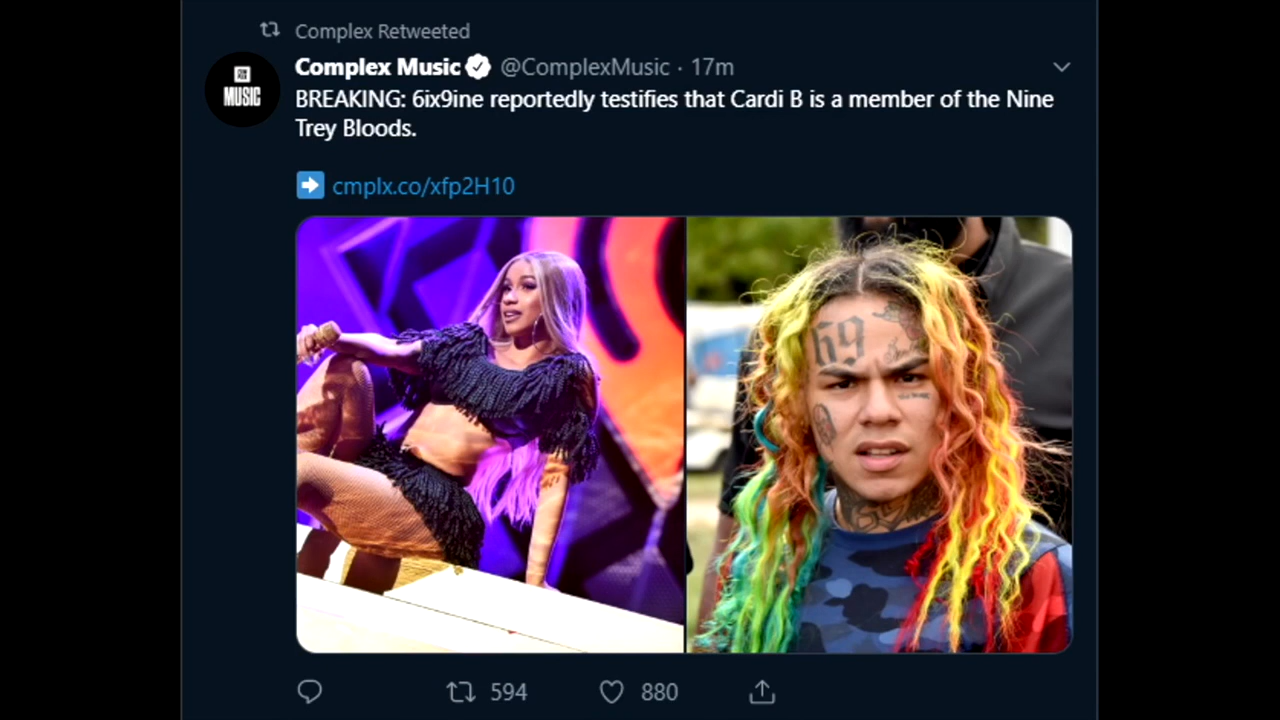 Complex Retweeted
Complex Music @ComplexMusic · 17m
MUSIC
BREAKING: 6ix9ine reportedly testifies that Cardi B is a member of the Nine
Trey Bloods.
➡️ cmplx.co/xfp2H10
69
594 880